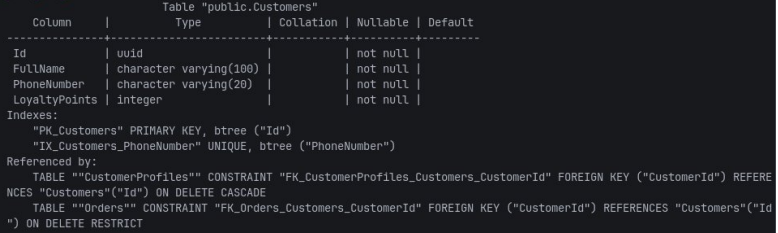 Table "public.Customers"
Column | Type | Collation | Nullable | Default
---------------+------------------------+-----------+----------+---------
Id | uuid | | not null |
FullName | character varying(100) | | not null |
PhoneNumber | character varying(20) | | not null |
LoyaltyPoints | integer | | not null |
Indexes:
"PK_Customers" PRIMARY KEY, btree ("Id")
"IX_Customers_PhoneNumber" UNIQUE, btree ("PhoneNumber")
Referenced by:
TABLE ""CustomerProfiles"" CONSTRAINT "FK_CustomerProfiles_Customers_CustomerId" FOREIGN KEY ("CustomerId") REFERE
NCES "Customers"("Id") ON DELETE CASCADE
TABLE ""Orders"" CONSTRAINT "FK_Orders_Customers_CustomerId" FOREIGN KEY ("CustomerId") REFERENCES "Customers"("Id
") ON DELETE RESTRICT